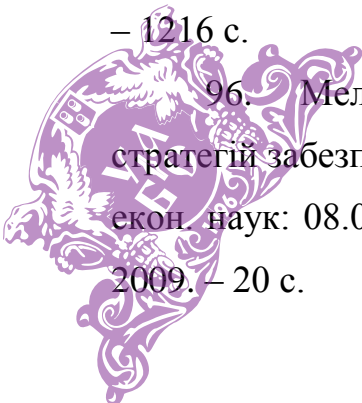 – 1216 с.
96. Мел
стратегій забезп
екон. наук: 08.0
2009. – 20 с.